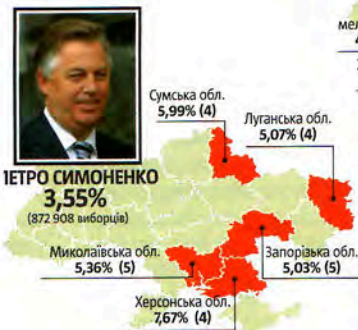 мел
Сумська обл.
5,99% (4)
Луганська обл.
5,07% (4)
ІЕТРО СИМОНЕНКО
3,55%
(872 908 виборців)
Миколаївська обл.
5,36% (5)
Запорізька обл.
5,03% (5)
Херсонська обл.
7,67% (4)